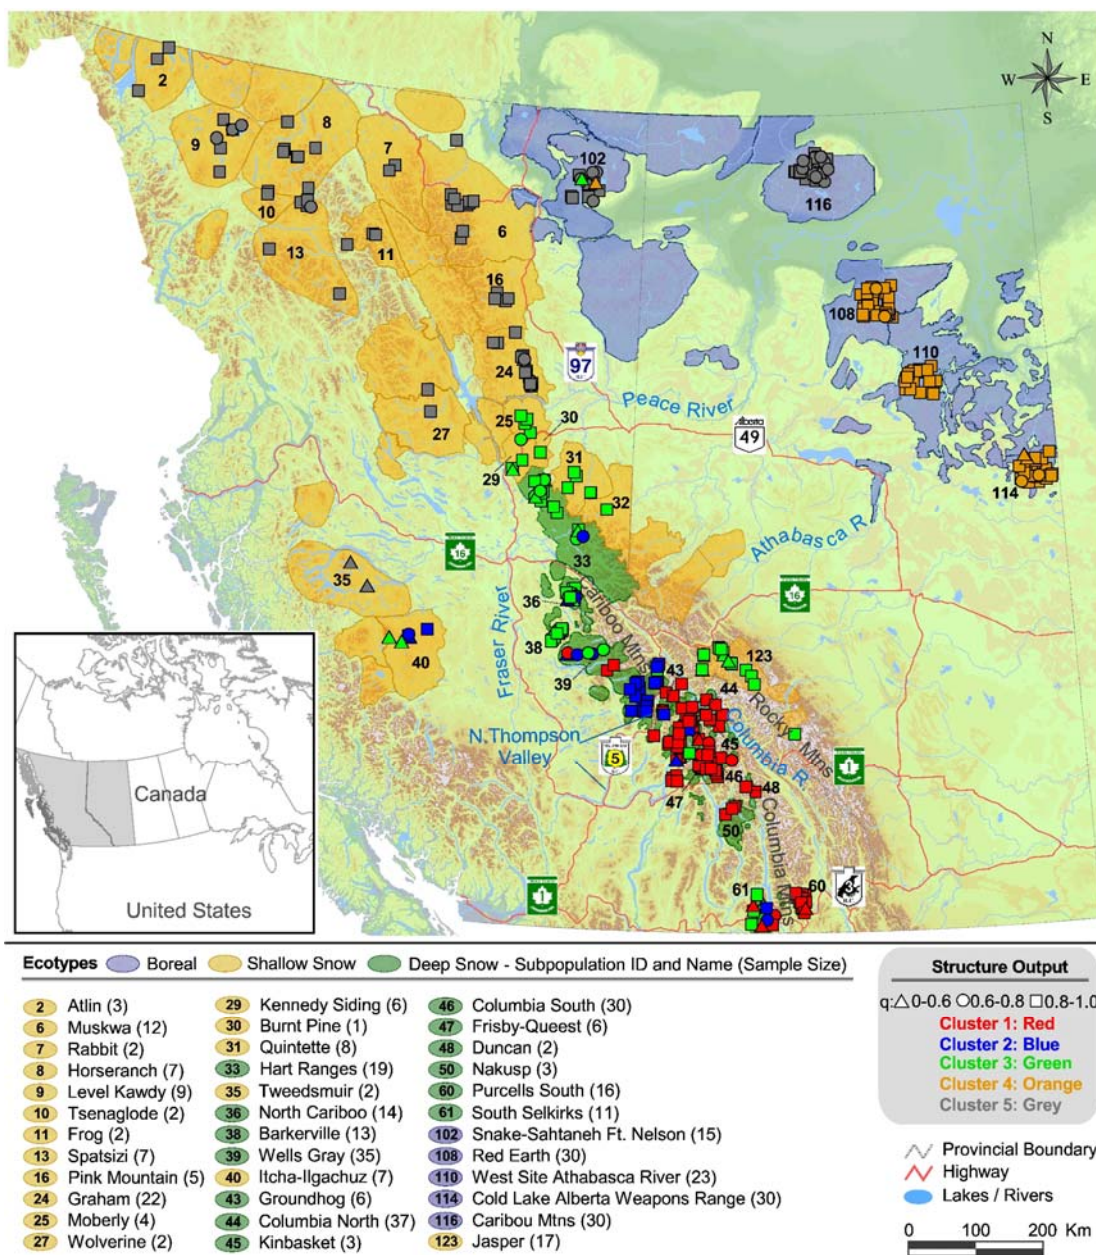 N
W E
S
2
8
9
7
102
116
10
6
13
11
16
108
97
24
110
Peace River
25
30
Alberta
49
27
31
29
32
114
Athabasca R.
16
33
35
16
36
Cariboo Mtns
Fraser River
38
123
40
43
39
44
Rocky Mtns
Columbia R.
N.Thompson
Valley
5
45
1
46
48
47
50
Columbia Mtns
61
60
3
1
Canada
United States
Ecotypes Boreal Shallow Snow Deep Snow - Subpopulation ID and Name (Sample Size)
2 Atlin (3)
6 Muskwa (12)
7 Rabbit (2)
8 Horseranch (7)
9 Level Kawdy (9)
10 Tsenaglode (2)
11 Frog (2)
13 Spatsizi (7)
16 Pink Mountain (5)
24 Graham (22)
25 Moberly (4)
27 Wolverine (2)
29 Kennedy Siding (6)
30 Burnt Pine (1)
31 Quintette (8)
33 Hart Ranges (19)
35 Tweedsmuir (2)
36 North Cariboo (14)
38 Barkerville (13)
39 Wells Gray (35)
40 Itcha-Ilgachuz (7)
43 Groundhog (6)
44 Columbia North (37)
45 Kinbasket (3)
46 Columbia South (30)
47 Frisby-Queest (6)
48 Duncan (2)
50 Nakusp (3)
60 Purcells South (16)
61 South Selkirks (11)
102 Snake-Sahtaneh Ft. Nelson (15)
108 Red Earth (30)
110 West Site Athabasca River (23)
114 Cold Lake Alberta Weapons Range (30)
116 Caribou Mtns (30)
123 Jasper (17)
Structure Output
q: 0-0.6 0.6-0.8 0.8-1.0
Cluster 1: Red
Cluster 2: Blue
Cluster 3: Green
Cluster 4: Orange
Cluster 5: Grey
Provincial Boundary
Highway
Lakes / Rivers
0 100 200 Km